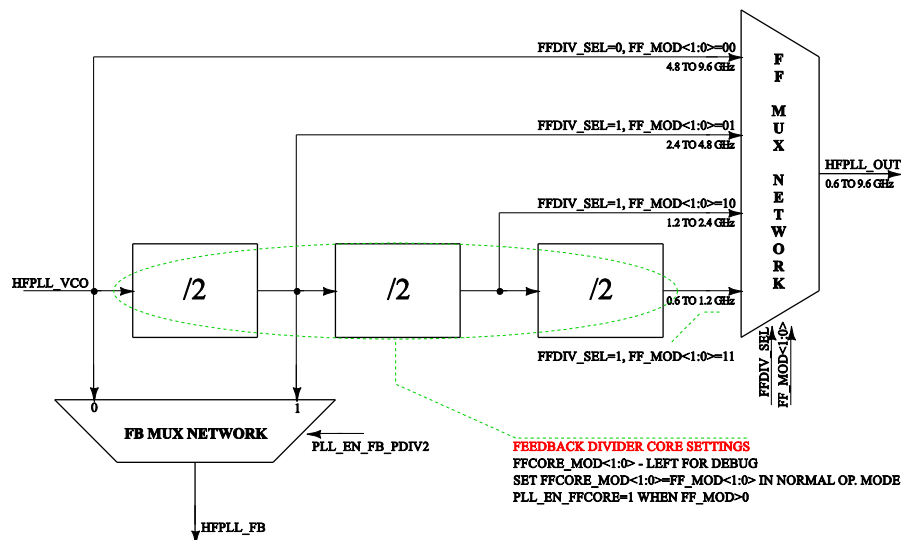 FFDIV_SEL=0, FF_MOD<1:0>=00
4.8 TO 9.6 GHz
FFDIV_SEL=1, FF_MOD<1:0>=01
2.4 TO 4.8 GHz
FFDIV_SEL=1, FF_MOD<1:0>=10
1.2 TO 2.4 GHz
FF MUX NETWORK
HFPLL_OUT
0.6 TO 9.6 GHz
HFPLL_VCO
/2
/2
/2
0.6 TO 1.2 GHz
FFDIV_SEL=1, FF_MOD<1:0>=11
FFDIV_SEL
FF_MOD<1:0>
0
1
FB MUX NETWORK
PLL_EN_FB_PDIV2
HFPLL_FB
FEEDBACK DIVIDER CORE SETTINGS
FFCORE_MOD<1:0> - LEFT FOR DEBUG
SET FFCORE_MOD<1:0>=FF_MOD<1:0> IN NORMAL OP. MODE
PLL_EN_FFCORE=1 WHEN FF_MOD>0